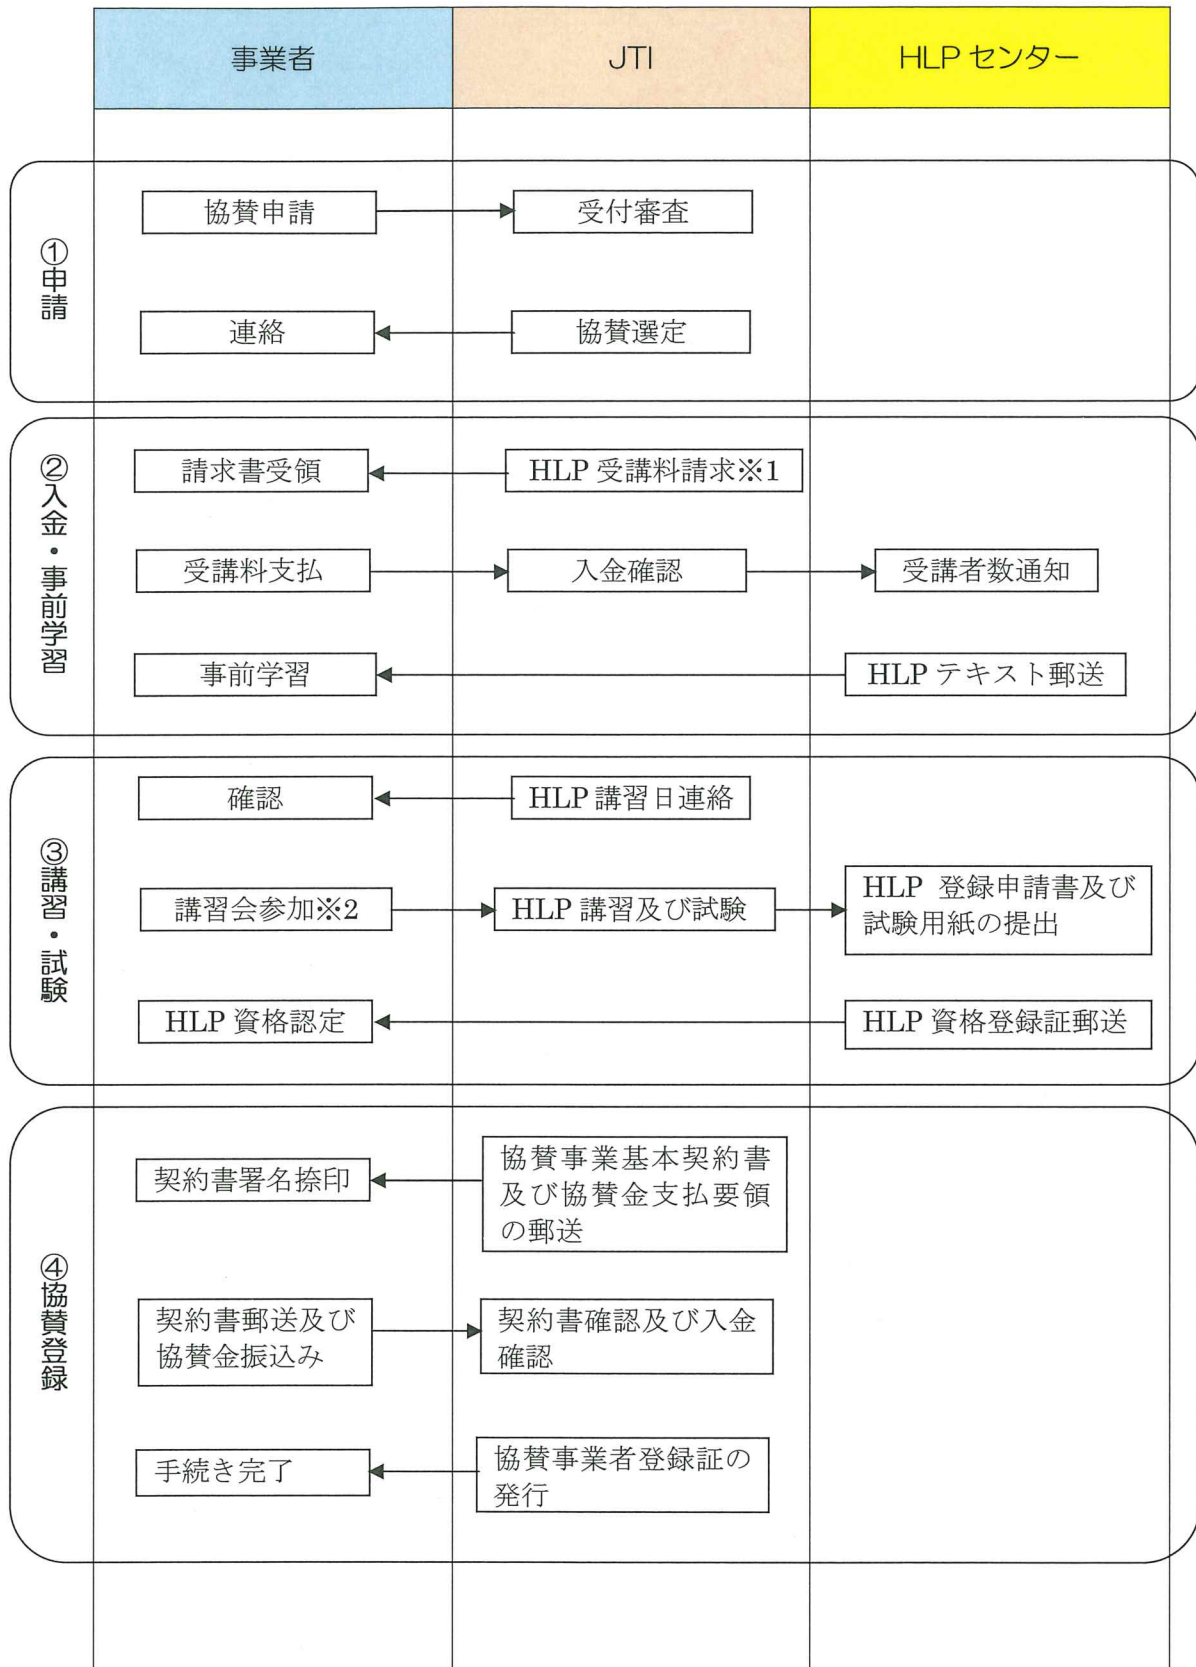 事業者
JTI
HLP センター
①申請
協賛申請
受付審査
連絡
協賛選定
②入金・事前学習
請求書受領
HLP 受講料請求※1
受講料支払
入金確認
受講者数通知
事前学習
HLP テキスト郵送
③講習・試験
確認
HLP 講習日連絡
講習会参加※2
HLP 講習及び試験
HLP 登録申請書及び
試験用紙の提出
HLP 資格認定
HLP 資格登録証郵送
④協賛登録
契約書署名捺印
協賛事業基本契約書
及び協賛金支払要領
の郵送
契約書郵送及び
協賛金振込み
契約書確認及び入金
確認
手続き完了
協賛事業者登録証の
発行